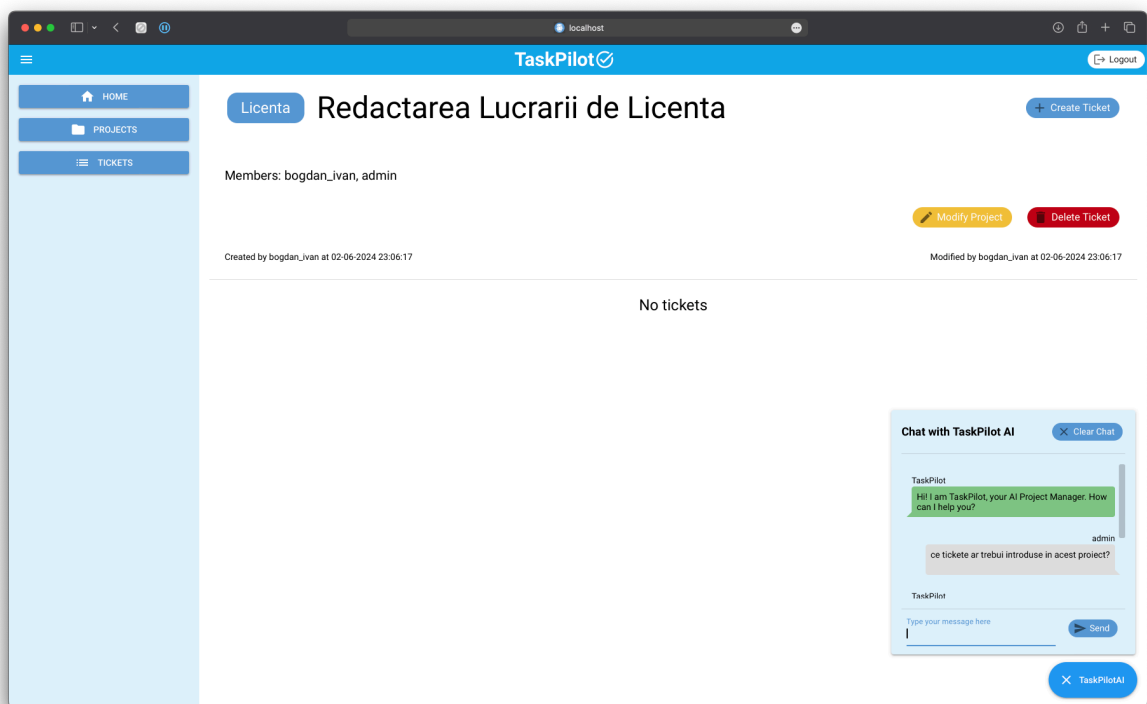 localhost
TaskPilot
Logout
HOME
PROJECTS
TICKETS
Licenta
Redactarea Lucrarii de Licenta
Create Ticket
Members: bogdan_ivan, admin
Modify Project
Delete Ticket
Created by bogdan_ivan at 02-06-2024 23:06:17
Modified by bogdan_ivan at 02-06-2024 23:06:17
No tickets
Chat with TaskPilot AI
Clear Chat
TaskPilot
Hi! I am TaskPilot, your AI Project Manager. How
can I help you?
admin
ce tickete ar trebui introduse in acest proiect?
TaskPilot
Type your message here
Send
TaskPilotAI